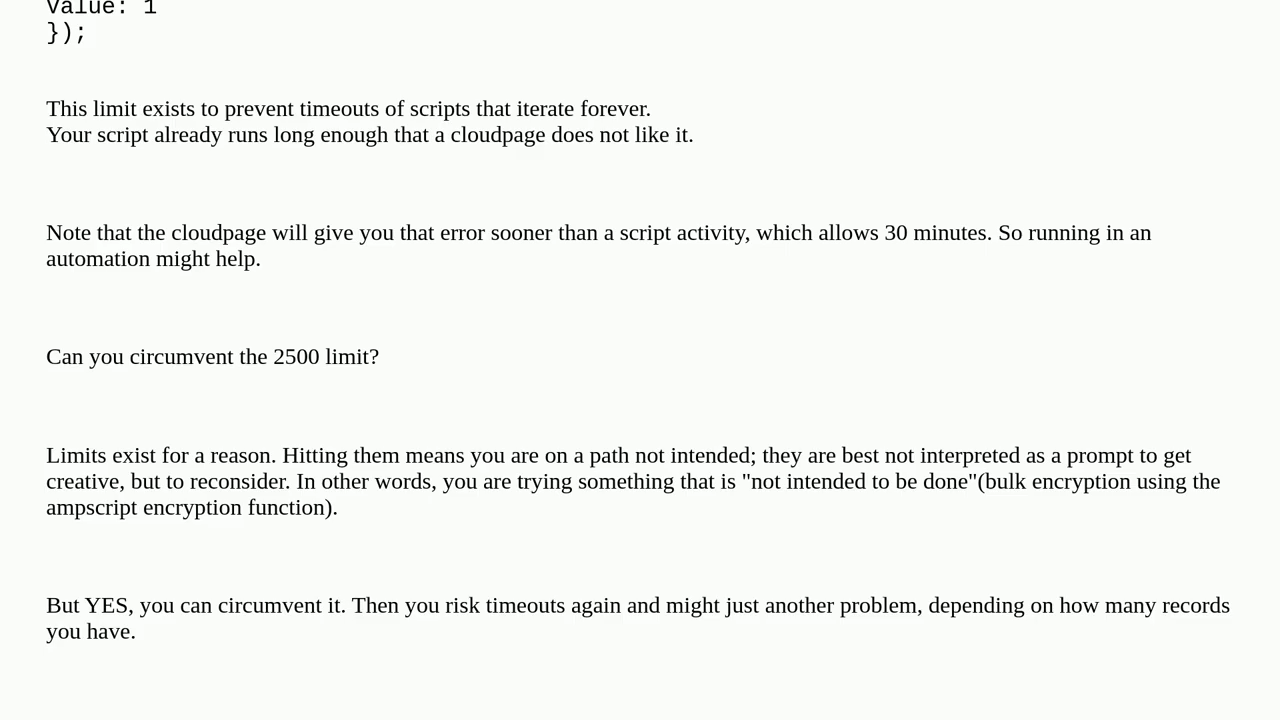 Value: 1
});
This limit exists to prevent timeouts of scripts that iterate forever.
Your script already runs long enough that a cloudpage does not like it.
Note that the cloudpage will give you that error sooner than a script activity, which allows 30 minutes. So running in an
automation might help.
Can you circumvent the 2500 limit?
Limits exist for a reason. Hitting them means you are on a path not intended; they are best not interpreted as a prompt to get
creative, but to reconsider. In other words, you are trying something that is "not intended to be done"(bulk encryption using the
ampscript encryption function).
But YES, you can circumvent it. Then you risk timeouts again and might just another problem, depending on how many records
you have.